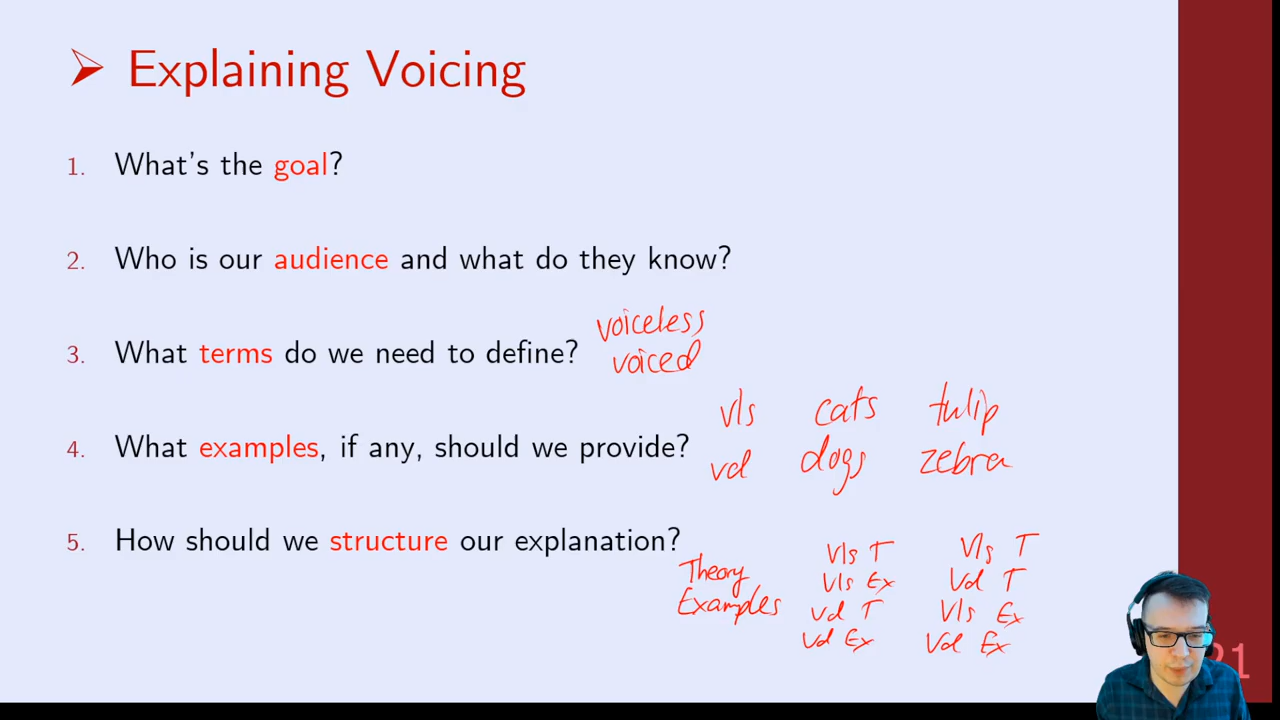 ➢ Explaining Voicing
1. What's the goal?
2. Who is our audience and what do they know?
voiceless
3. What terms do we need to define?
voiced
vls cats tulip
4. What examples, if any, should we provide?
vd dogs zebra
5. How should we structure our explanation?
Theory
Examples
Vls T
Vls Ex
Vd T
Vd Ex
Vls T
Vd T
Vls Ex
Vd Ex
21